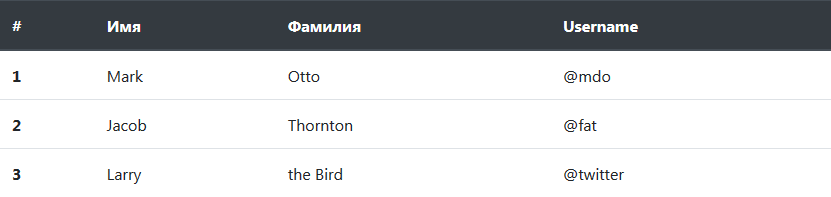 # Имя Фамилия Username
1 Mark Otto @mdo
2 Jacob Thornton @fat
3 Larry the Bird @twitter